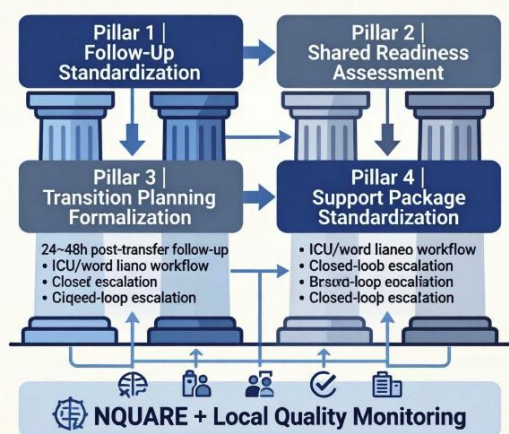 Pillar 1 |
Follow-Up
Standardization
Pillar 2 |
Shared Readiness
Assessment
Pillar 3 |
Transition Planning
Formalization
Pillar 4 |
Support Package
Standardization
24~48h post-transfer follow-up
• ICU/word liano workflow
• Closef escalation
• Ciqeed-loop escalation
• ICU/word lianeo workflow
• Closed-loob escalation
• escalation
• Closed-loop escalation
NQUARE + Local Quality Monitoring